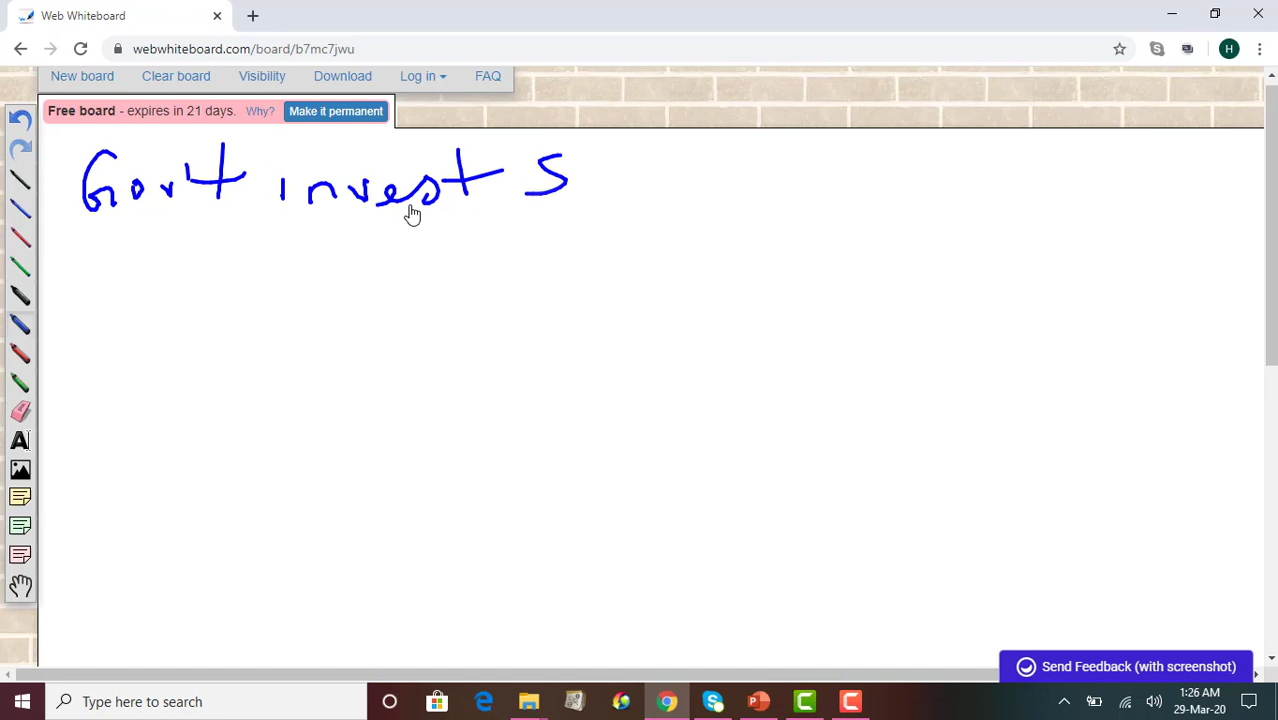 Web Whiteboard
webwhiteboard.com/board/b7mc7jwu
H
New board Clear board Visibility Download Log in FAQ
Free board - expires in 21 days. Why? Make it permanent
Gov't invest S
A
Send Feedback (with screenshot)
Type here to search
1:26 AM
29-Mar-20